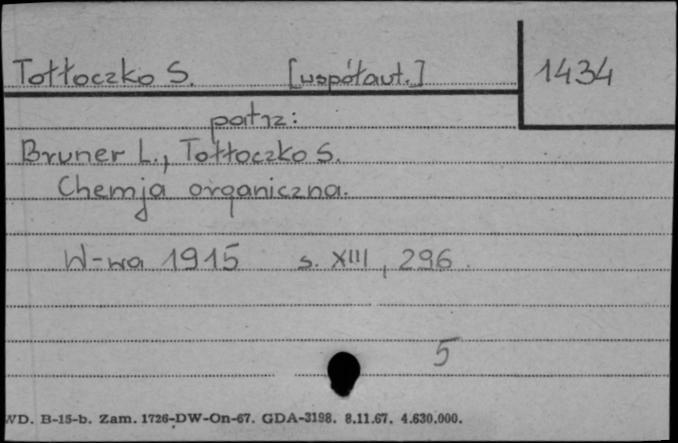 Tołłoczko S. [współaut.] 1434
patrz:
Bruner L., Tołłoczko S.
Chemja organiczna.
W-wa 1915 s. XIII, 296.
5
WD. B-15-b. Zam. 1726-DW-On-67. GDA-3198. 8.11.67. 4.630.000.